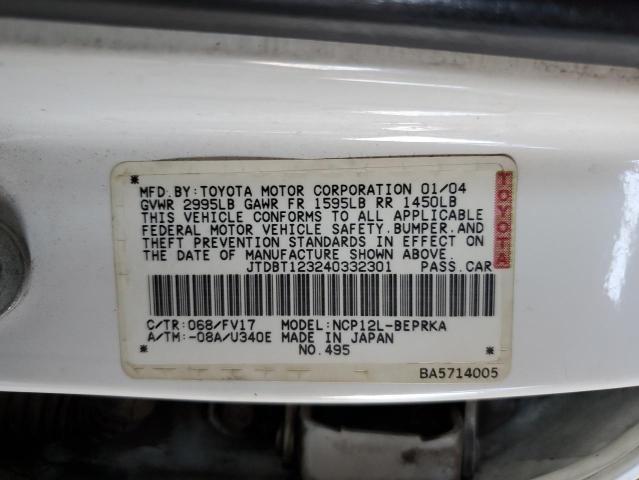 MFD.BY:TOYOTA MOTOR CORPORATION 01/04
GVWR 2995LB GAWR FR 1595LB RR 1450LB
THIS VEHICLE CONFORMS TO ALL APPLICABLE
FEDERAL MOTOR VEHICLE SAFETY.BUMPER.AND
THEFT PREVENTION STANDARDS IN EFFECT ON
THE DATE OF MANUFACTURE SHOWN ABOVE.
JTDBT123240332301 PASS.CAR
TOYOTA
C/TR:068/FV17 MODEL:NCP12L-BEPRKA
A/TM:-08A/U340E MADE IN JAPAN
NO.495
BA5714005